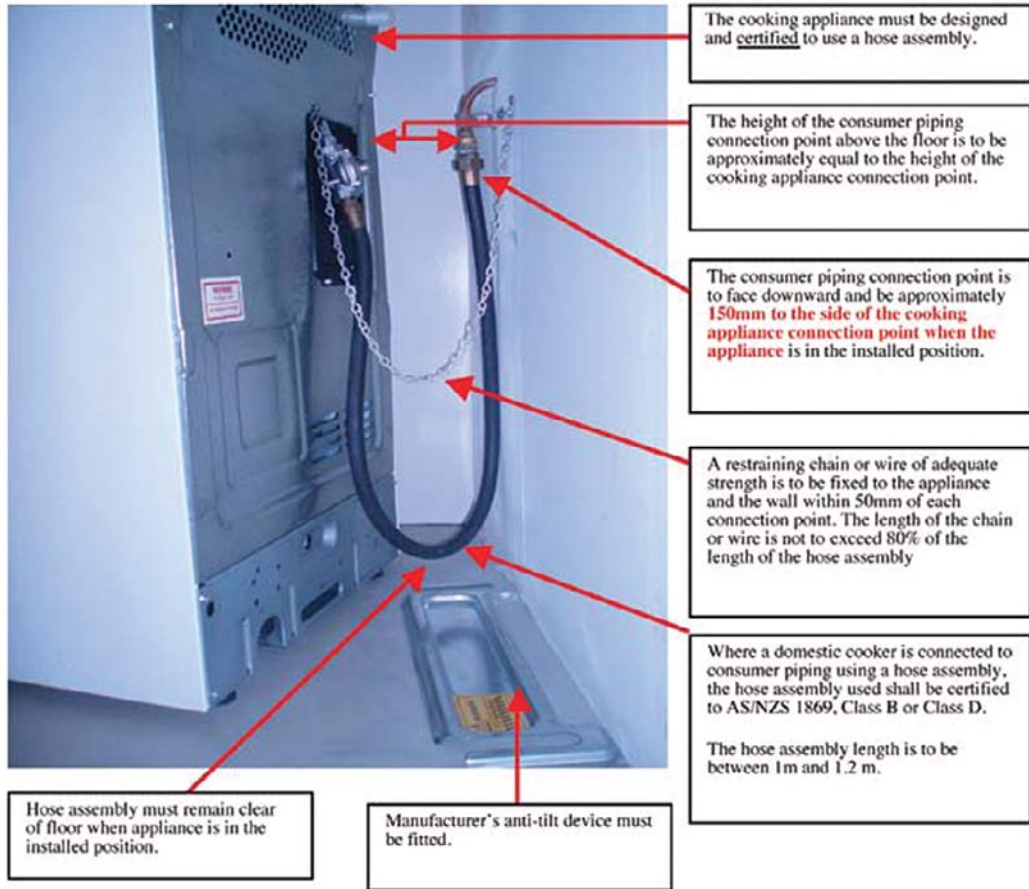 The cooking appliance must be designed
and certified to use a hose assembly.
The height of the consumer piping
connection point above the floor is to be
approximately equal to the height of the
cooking appliance connection point.
The consumer piping connection point is
to face downward and be approximately
150mm to the side of the cooking
appliance connection point when the
appliance is in the installed position.
A restraining chain or wire of adequate
strength is to be fixed to the appliance
and the wall within 50mm of each
connection point. The length of the chain
or wire is not to exceed 80% of the
length of the hose assembly
Where a domestic cooker is connected to
consumer piping using a hose assembly,
the hose assembly used shall be certified
to AS/NZS 1869, Class B or Class D.
The hose assembly length is to be
between 1m and 1.2 m.
Hose assembly must remain clear
of floor when appliance is in the
installed position.
Manufacturer's anti-tilt device must
be fitted.